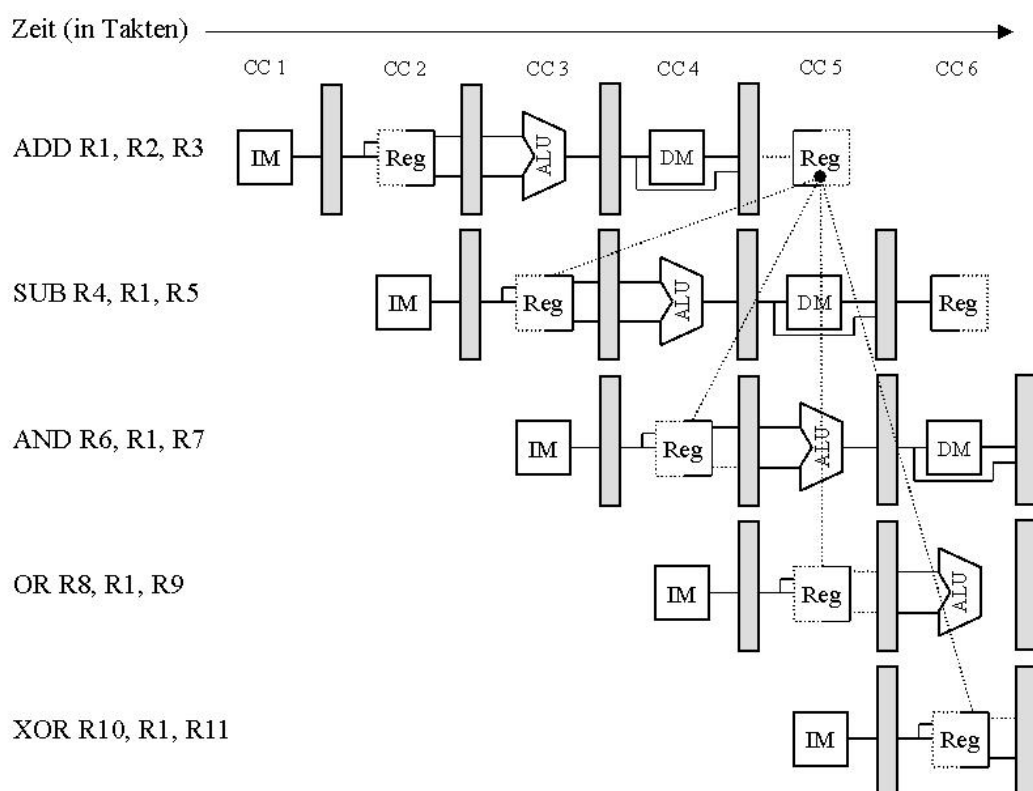 Zeit (in Takten)
CC 1 CC 2 CC 3 CC 4 CC 5 CC 6
ADD R1, R2, R3 IM Reg ALU DM Reg
SUB R4, R1, R5 IM Reg ALU DM Reg
AND R6, R1, R7 IM Reg ALU DM
OR R8, R1, R9 IM Reg ALU
XOR R10, R1, R11 IM Reg